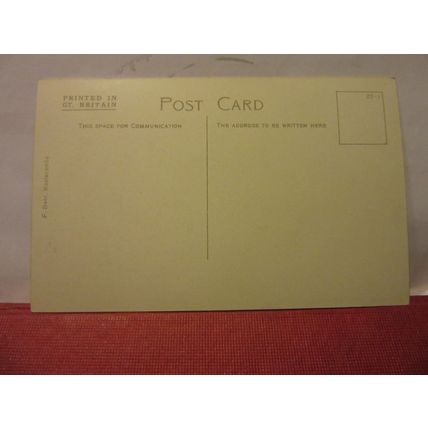 PRINTED IN
GT. BRITAIN
POST CARD
THIS SPACE FOR COMMUNICATION
THE ADDRESS TO BE WRITTEN HERE